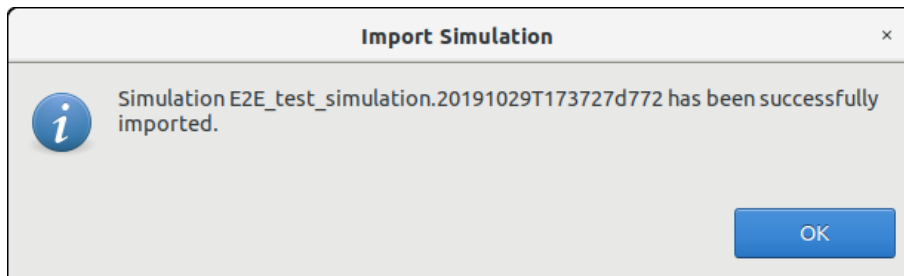 Import Simulation ×
Simulation E2E_test_simulation.20191029T173727d772 has been successfully
imported.
OK